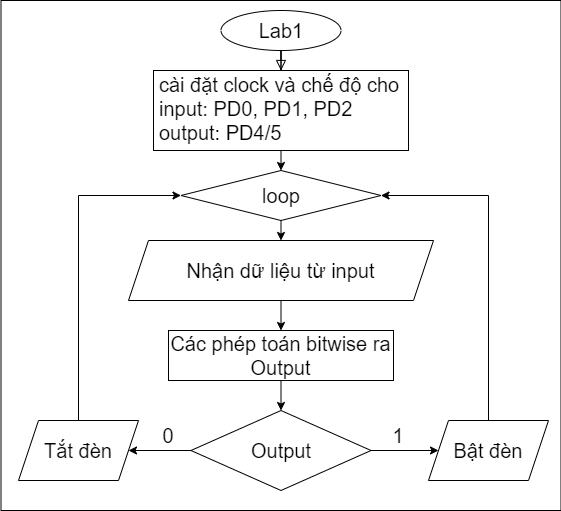 Lab1
cài đặt clock và chế độ cho
input: PD0, PD1, PD2
output: PD4/5
loop
Nhận dữ liệu từ input
Các phép toán bitwise ra
Output
Tắt đèn
0
Output
1
Bật đèn